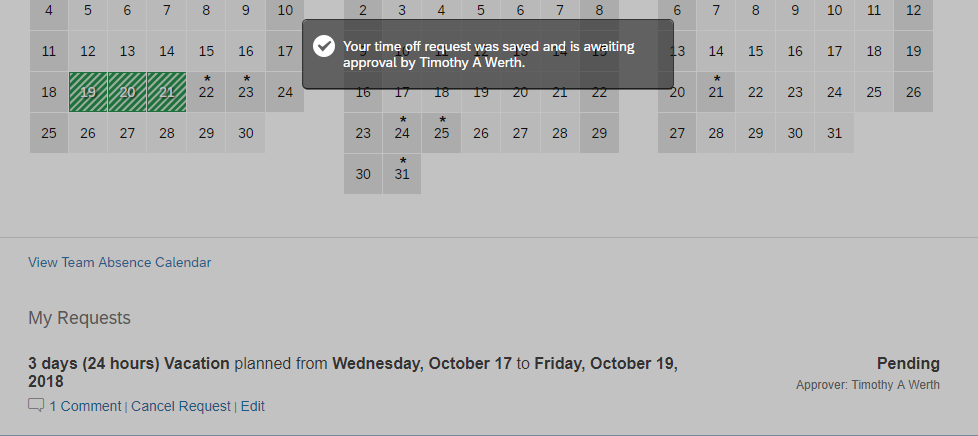 4 5 6 7 8 9 10 2 3 4 5 6 7 8 6 7 8 9 10 11 12
Your time off request was saved and is awaiting
approval by Timothy A Werth.
11 12 13 14 15 16 17 13 14 15 16 17 18 19
* * *
18 19 20 21 22 23 24 16 17 18 19 20 21 22 20 21 22 23 24 25 26
* *
25 26 27 28 29 30 23 24 25 26 27 28 29 27 28 29 30 31
*
30 31
View Team Absence Calendar
My Requests
3 days (24 hours) Vacation planned from Wednesday, October 17 to Friday, October 19,
2018
Pending
Approver: Timothy A Werth
1 Comment | Cancel Request | Edit